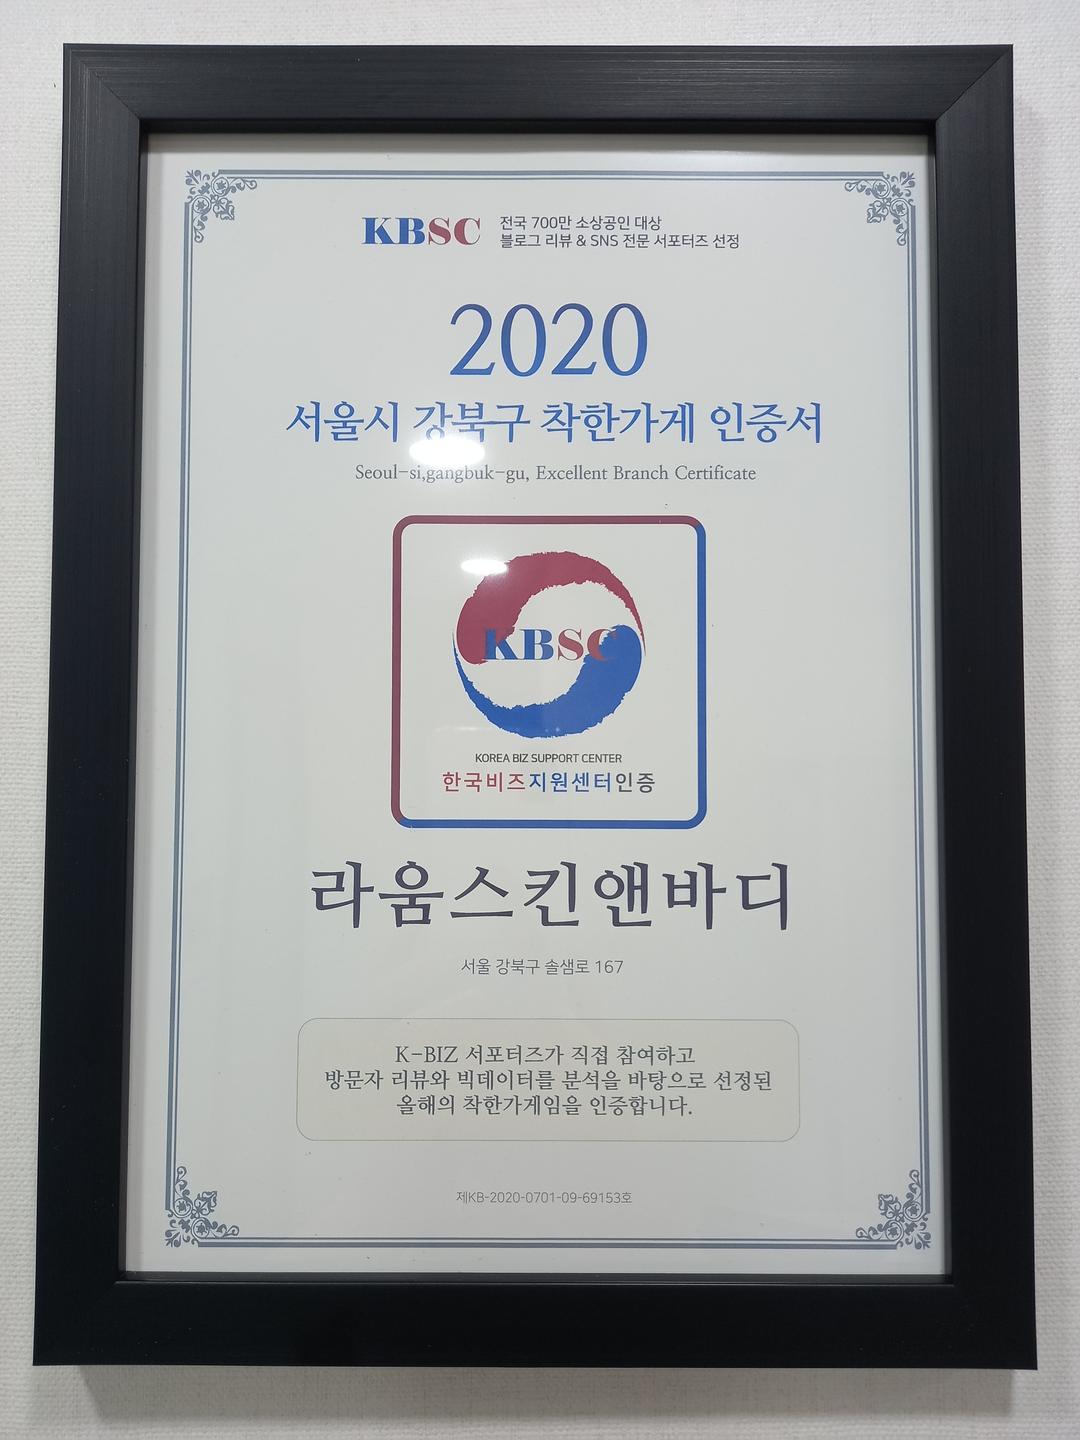 KBSC 전국 700만 소상공인 대상
블로그 리뷰 & SNS 전문 서포터즈 선정
2020
서울시 강북구 착한가게 인증서
Seoul-si,gangbuk-gu, Excellent Branch Certificate
KBSC
KOREA BIZ SUPPORT CENTER
한국비즈지원센터인증
라움스킨앤바디
서울 강북구 솔샘로 167
K-BIZ 서포터즈가 직접 참여하고
방문자 리뷰와 빅데이터를 분석을 바탕으로 선정된
올해의 착한가게임을 인증합니다.
제KB-2020-0701-09-69153호